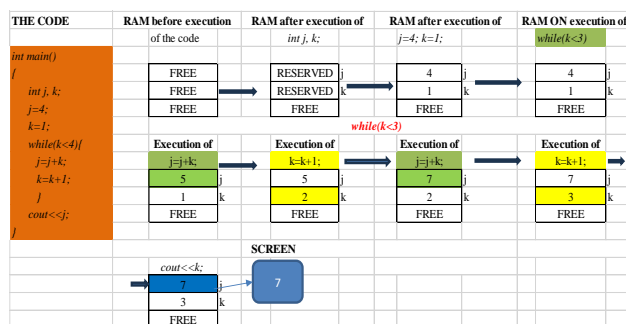 THE CODE RAM before execution RAM after execution of RAM after execution of RAM ON execution of
of the code int j, k; j=4; k=1; while(k<3)
int main()
{ FREE RESERVED j 4 j 4 j
int j, k; FREE RESERVED k 1 k 1 k
j=4; FREE FREE FREE FREE
k=1; while(k<3)
while(k<4){ Execution of Execution of Execution of Execution of
j=j+k; j=j+k; k=k+1; j=j+k; k=k+1;
k=k+1; 5 j 5 j 7 j 7 j
} 1 k 2 k 2 k 3 k
cout<<j; FREE FREE FREE FREE
}
SCREEN
cout<<k;
7 j 7
3 k
FREE